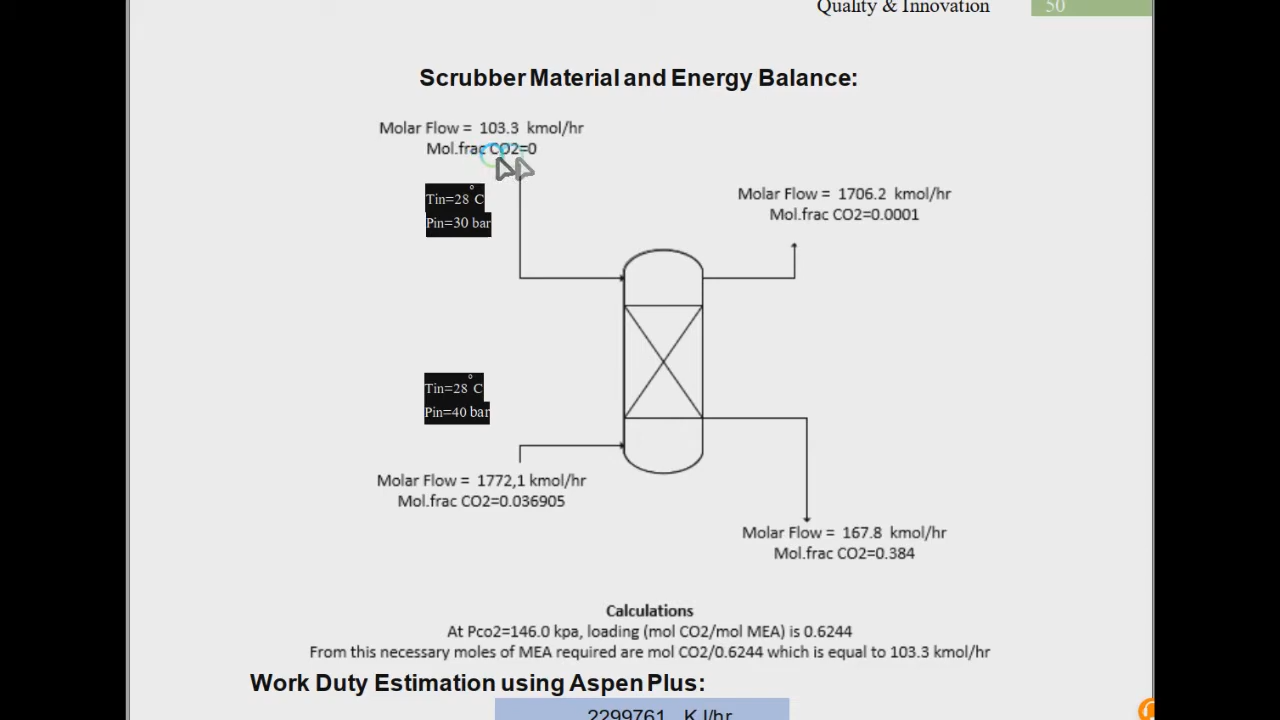 Quality & Innovation
50
Scrubber Material and Energy Balance:
Molar Flow = 103.3 kmol/hr
Mol.frac CO2=0
Tin=28°C
Pin=30 bar
Molar Flow = 1706.2 kmol/hr
Mol.frac CO2=0.0001
Tin=28°C
Pin=40 bar
Molar Flow = 1772,1 kmol/hr
Mol.frac CO2=0.036905
Molar Flow = 167.8 kmol/hr
Mol.frac CO2=0.384
Calculations
At Pco2=146.0 kpa, loading (mol CO2/mol MEA) is 0.6244
From this necessary moles of MEA required are mol CO2/0.6244 which is equal to 103.3 kmol/hr
Work Duty Estimation using Aspen Plus:
2299761 KJ/hr